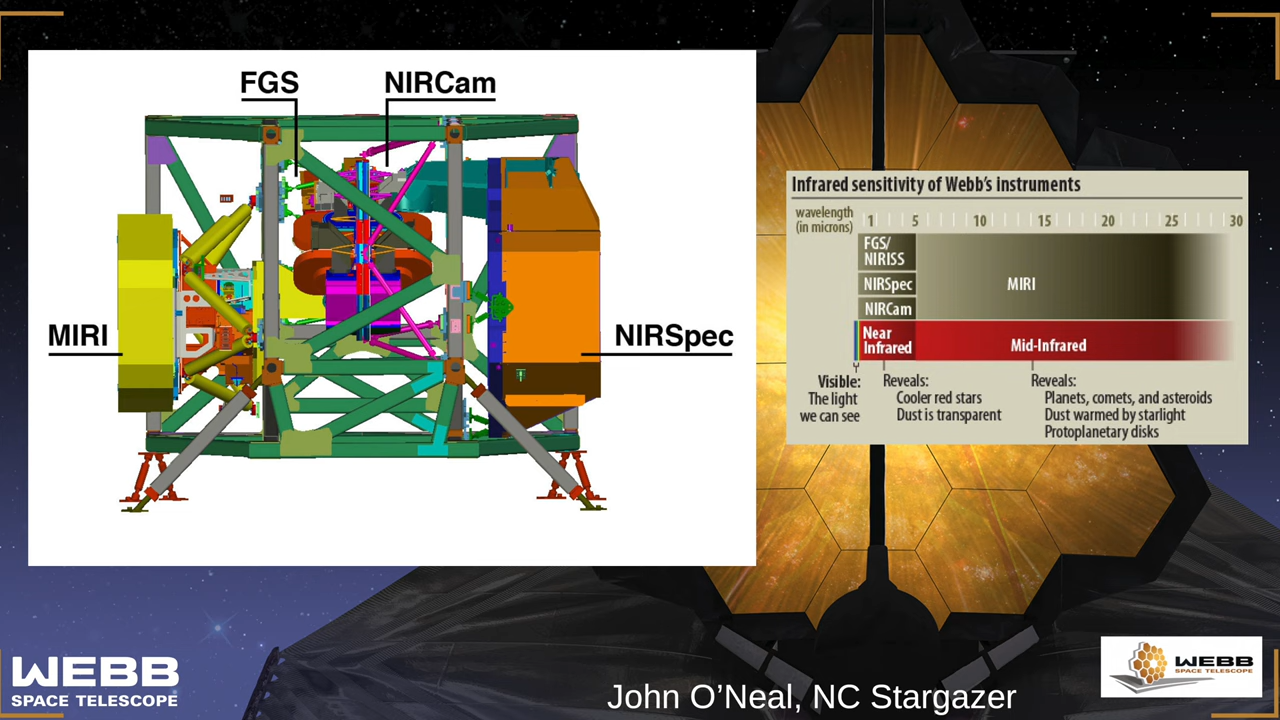 FGS
NIRCam
MIRI
NIRSpec
Infrared sensitivity of Webb's instruments
wavelength
(in microns)
1 5 10 14 15 20 25 30
FGS/
NIRISS
NIRSpec
NIRCam
MIRI
Near
Infrared
Mid-Infrared
Visible:
The light
we can see
Reveals:
Cooler red stars
Dust is transparent
Reveals:
Planets, comets, and asteroids
Dust warmed by starlight
Protoplanetary disks
WEBB
SPACE TELESCOPE
John O'Neal, NC Stargazer
WEBB
SPACE TELESCOPE